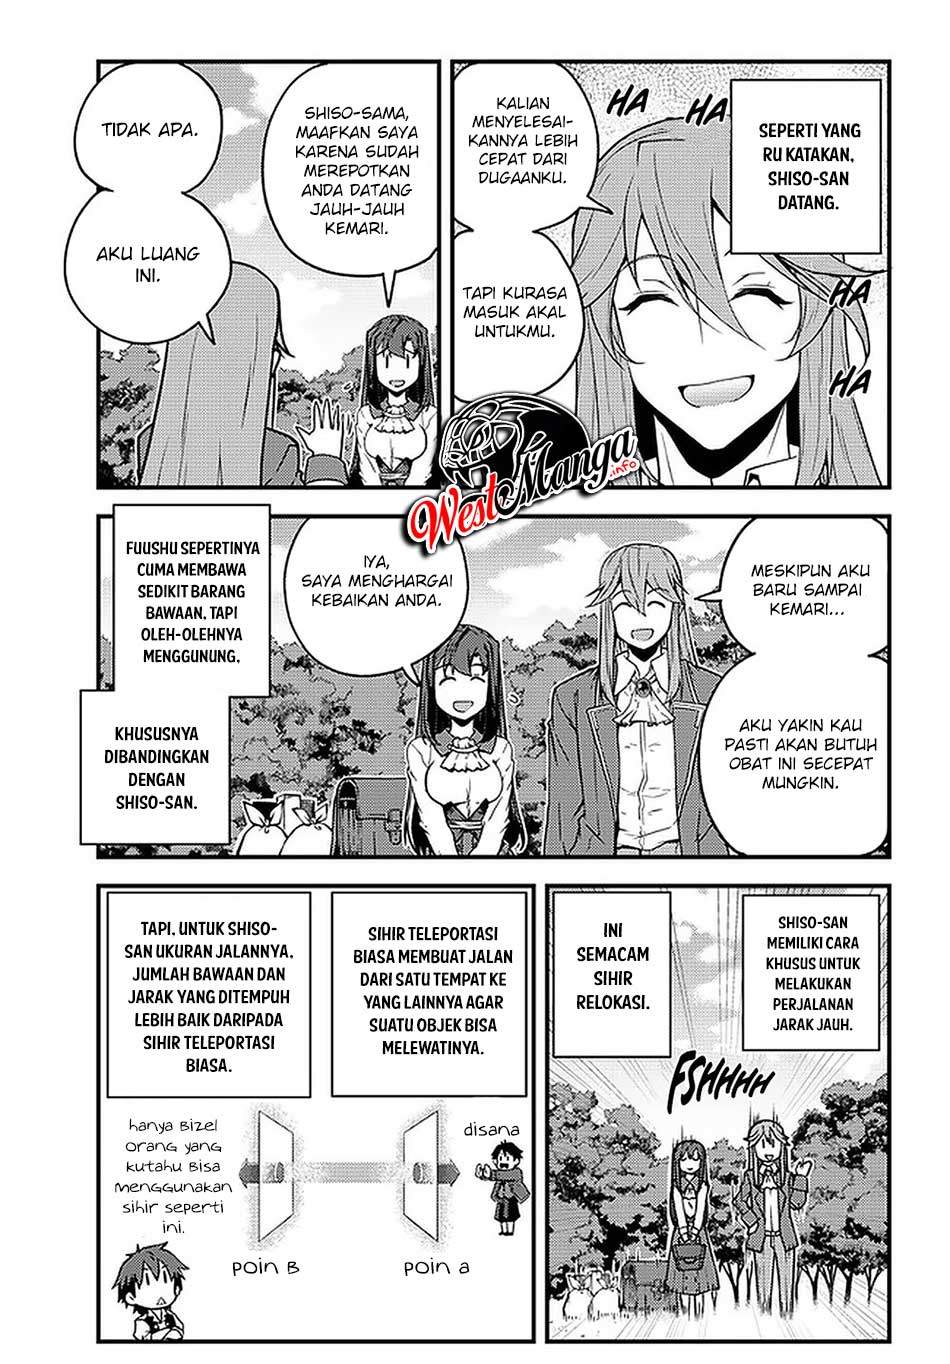 SEPERTI YANG
RU KATAKAN,
SHISO-SAN
DATANG.
HA
HA
HA
HA
KALIAN
MENYELESAI-
KANNYA LEBIH
CEPAT DARI
DUGAANKU.
TAPI KURASA
MASUK AKAL
UNTUKMU.
SHISO-SAMA,
MAAFKAN SAYA
KARENA SUDAH
MEREPOTKAN
ANDA DATANG
JAUH-JAUH
KEMARI.
TIDAK APA.
AKU LUANG
INI.
WestManga
.info
MESKIPUN AKU
BARU SAMPAI
KEMARI...
AKU YAKIN KAU
PASTI AKAN BUTUH
OBAT INI SECEPAT
MUNGKIN.
IYA,
SAYA MENGHARGAI
KEBAIKAN ANDA.
FUUSHU SEPERTINYA
CUMA MEMBAWA
SEDIKIT BARANG
BAWAAN, TAPI
OLEH-OLEHNYA
MENGGUNUNG,
KHUSUSNYA
DIBANDINGKAN
DENGAN
SHISO-SAN.
SHISO-SAN
MEMILIKI CARA
KHUSUS UNTUK
MELAKUKAN
PERJALANAN
JARAK JAUH.
INI
SEMACAM
SIHIR
RELOKASI.
FSHHHH
SIHIR TELEPORTASI
BIASA MEMBUAT JALAN
DARI SATU TEMPAT KE
YANG LAINNYA AGAR
SUATU OBJEK BISA
MELEWATINYA.
TAPI, UNTUK SHISO-
SAN UKURAN JALANNYA,
JUMLAH BAWAAN DAN
JARAK YANG DITEMPUH
LEBIH BAIK DARIPADA
SIHIR TELEPORTASI
BIASA.
disana
poin A
poin B
hanya Bizel
orang yang
kutahu bisa
menggunakan
sihir seperti
ini.